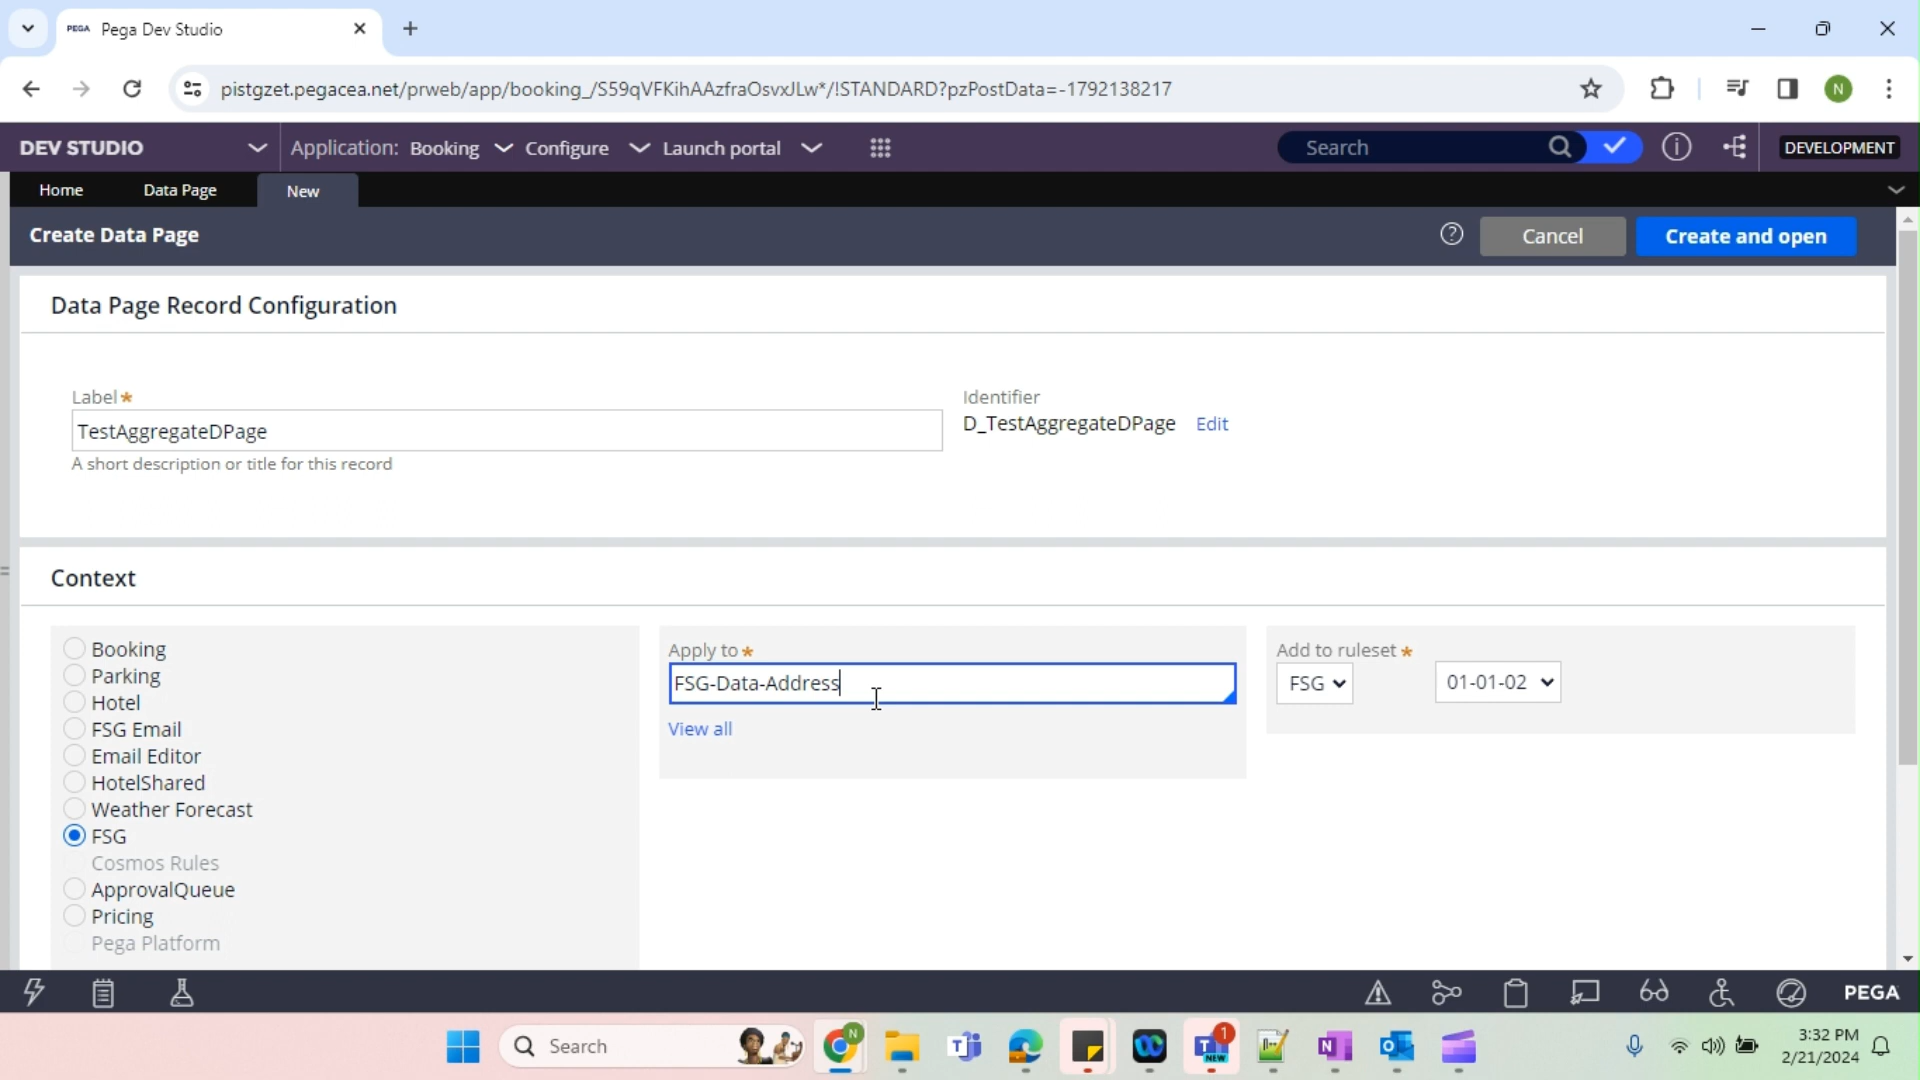 PEGA Pega Dev Studio
pistgzet.pegacea.net/prweb/app/booking_/S59qVFKihAAzfraOsvxJLw*/!STANDARD?pzPostData=-1792138217
N
DEV STUDIO Application: Booking Configure Launch portal Search DEVELOPMENT
Home Data Page New
Create Data Page Cancel Create and open
Data Page Record Configuration
Label* Identifier
TestAggregateDPage D_TestAggregateDPage Edit
A short description or title for this record
Context
Booking
Parking
Hotel
FSG Email
Email Editor
HotelShared
Weather Forecast
FSG
Cosmos Rules
ApprovalQueue
Pricing
Pega Platform
Apply to*
FSG-Data-Address
View all
Add to ruleset*
FSG 01-01-02
PEGA
Search
N
1
NEW
3:32 PM
2/21/2024